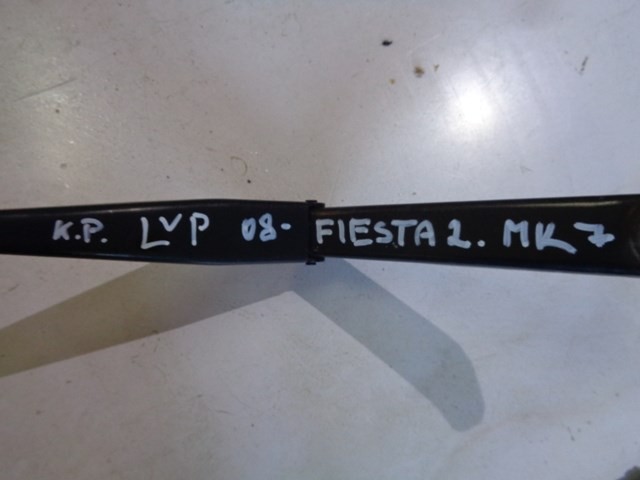 K.P. LVP 08- FIESTA 2. MK7